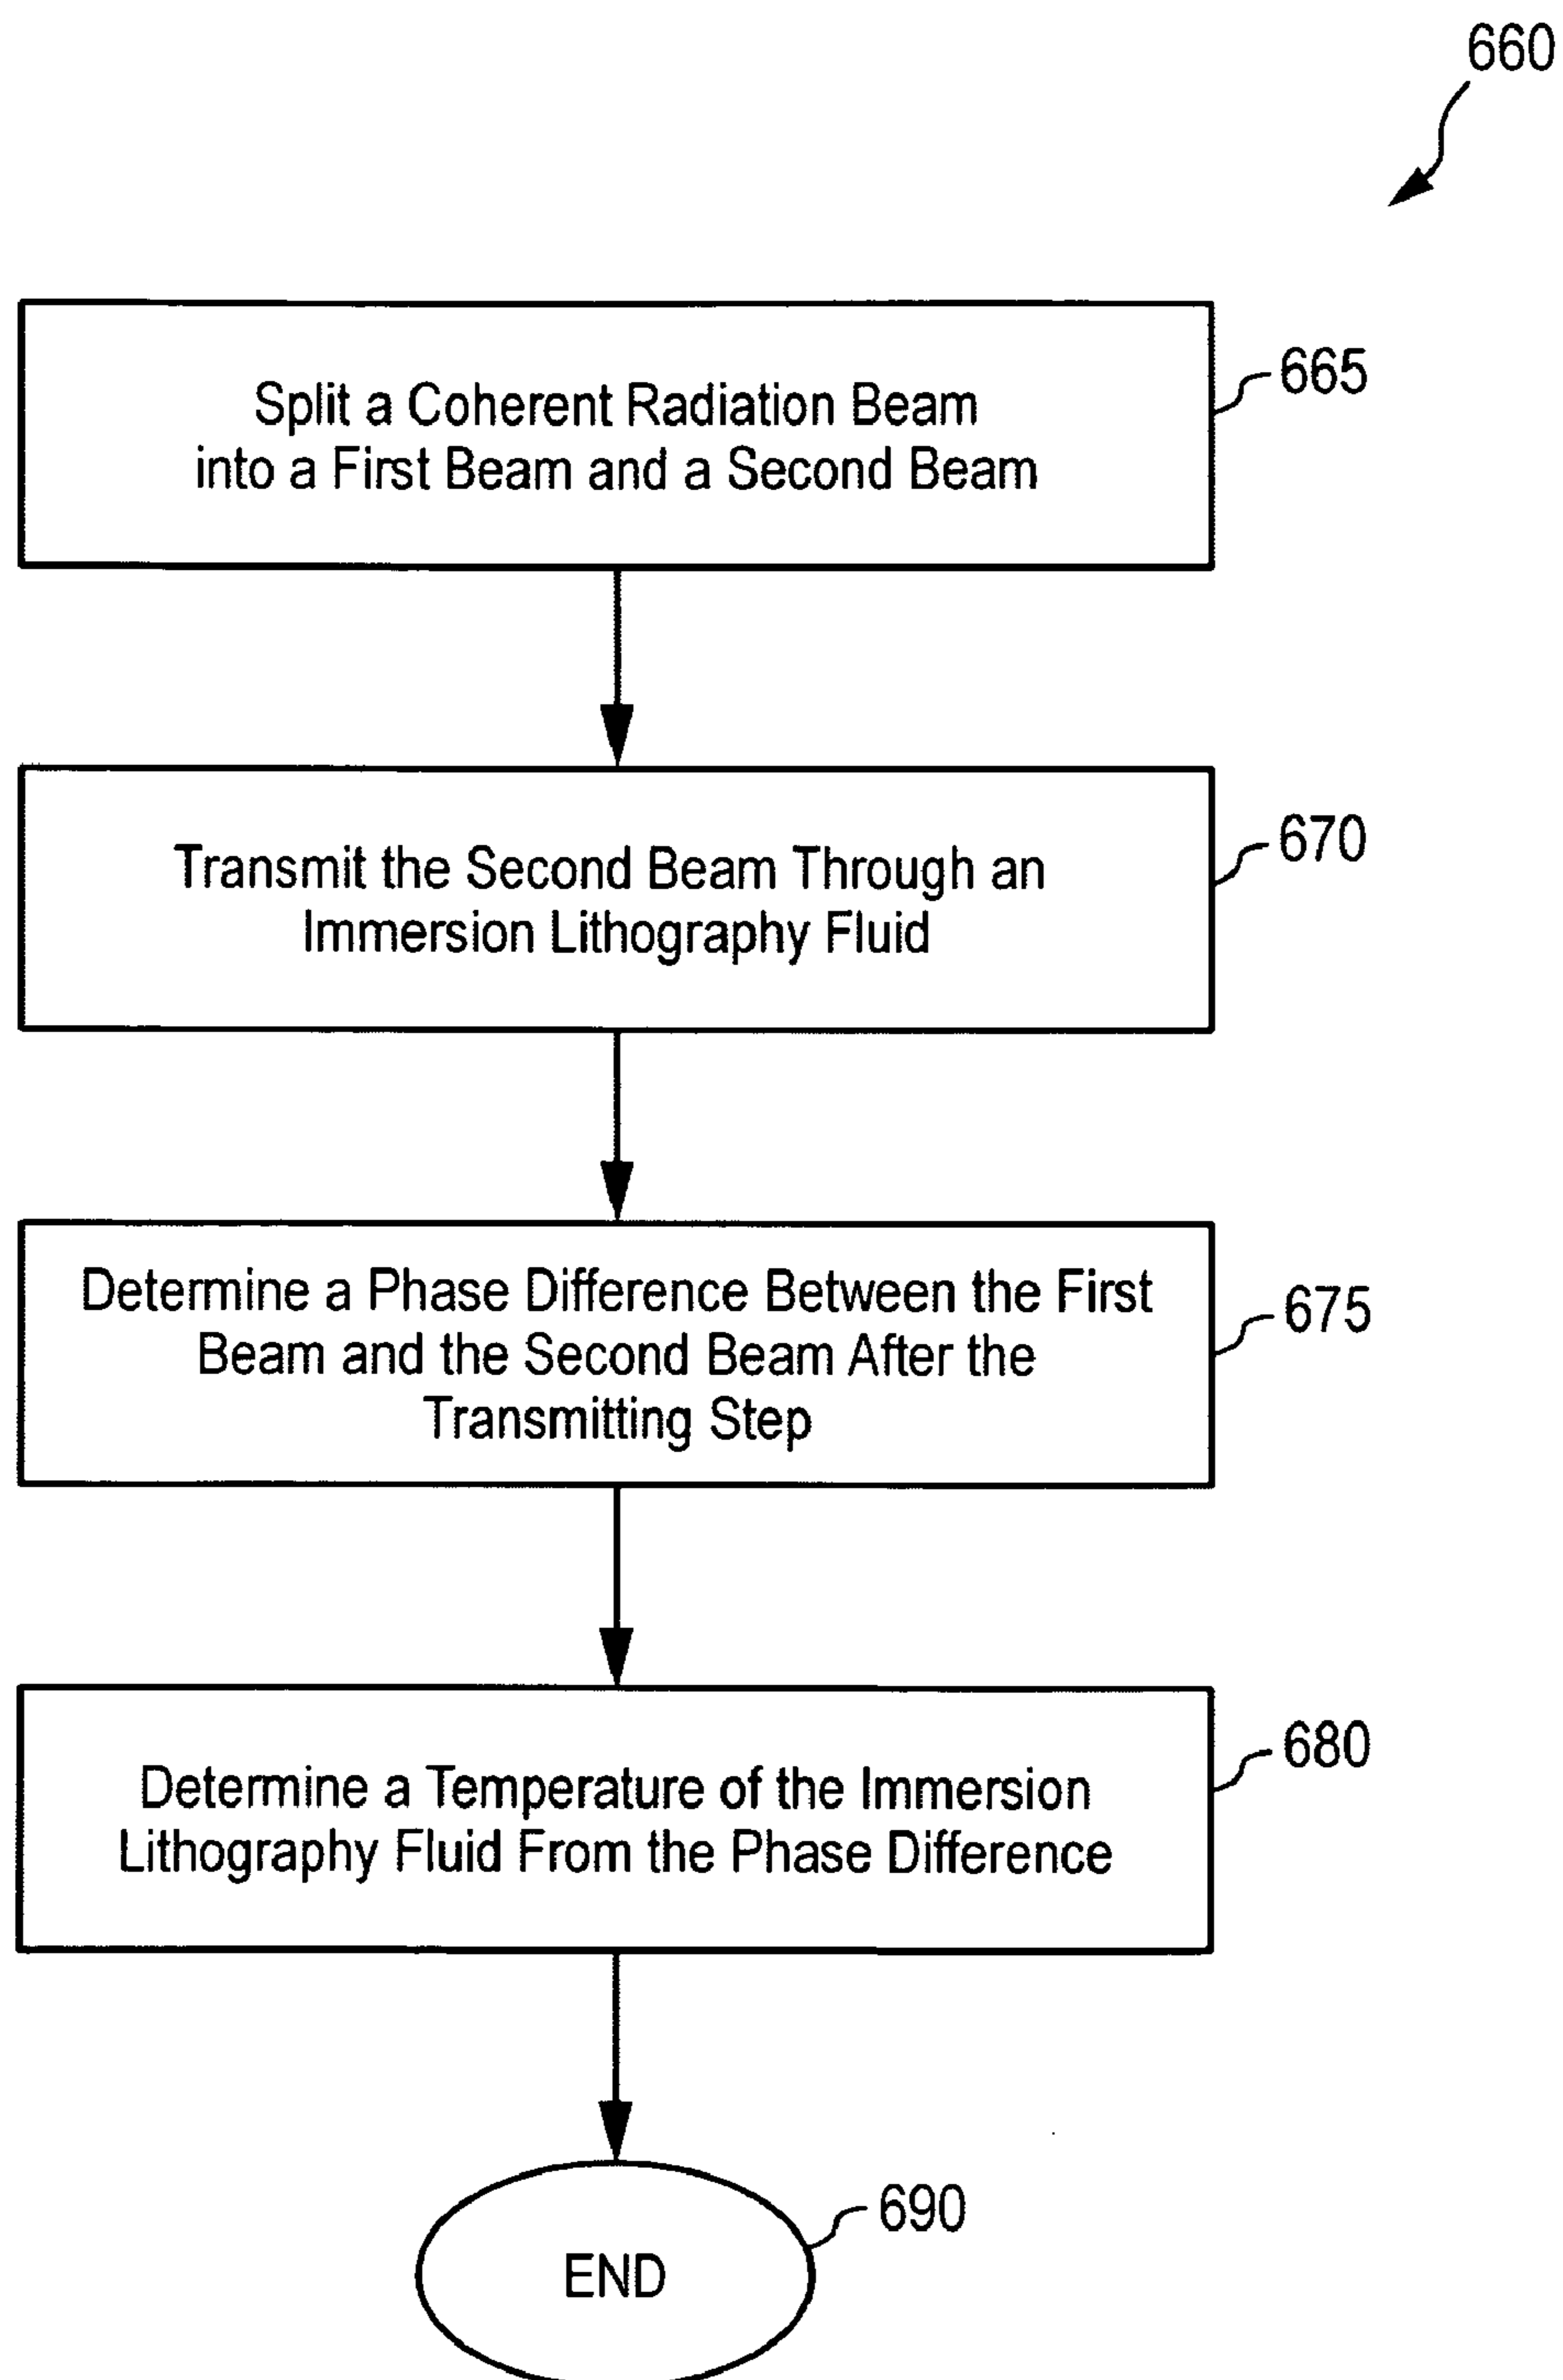 660
Split a Coherent Radiation Beam
into a First Beam and a Second Beam
665
Transmit the Second Beam Through an
Immersion Lithography Fluid
670
Determine a Phase Difference Between the First
Beam and the Second Beam After the
Transmitting Step
675
Determine a Temperature of the Immersion
Lithography Fluid From the Phase Difference
680
END
690